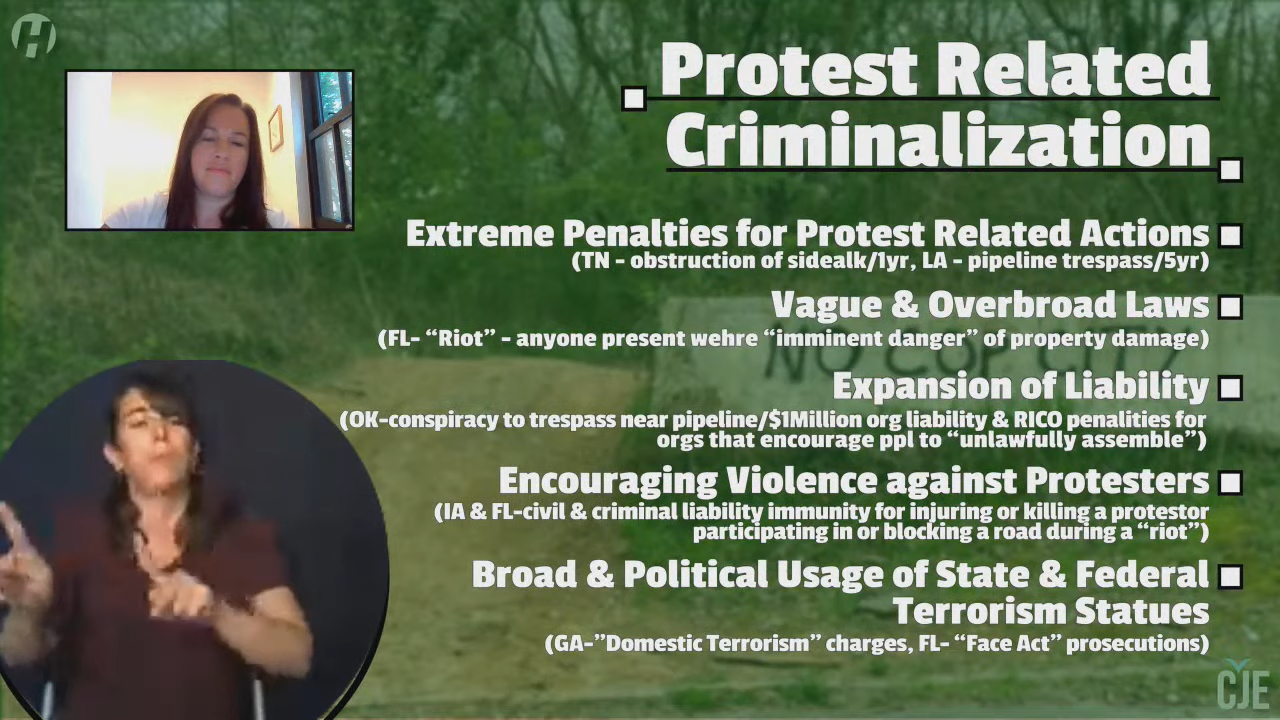 H
Protest Related
Criminalization
Extreme Penalties for Protest Related Actions
(TN - obstruction of sidealk/1yr, LA - pipeline trespass/5yr)
Vague & Overbroad Laws
(FL- “Riot” - anyone present wehre “imminent danger” of property damage)
NO COP CITY
Expansion of Liability
(OK-conspiracy to trespass near pipeline/$1Million org liability & RICO penalities for
orgs that encourage ppl to “unlawfully assemble”)
Encouraging Violence against Protesters
(IA & FL-civil & criminal liability immunity for injuring or killing a protestor
participating in or blocking a road during a “riot”)
Broad & Political Usage of State & Federal
Terrorism Statues
(GA-”Domestic Terrorism” charges, FL- “Face Act” prosecutions)
CJE